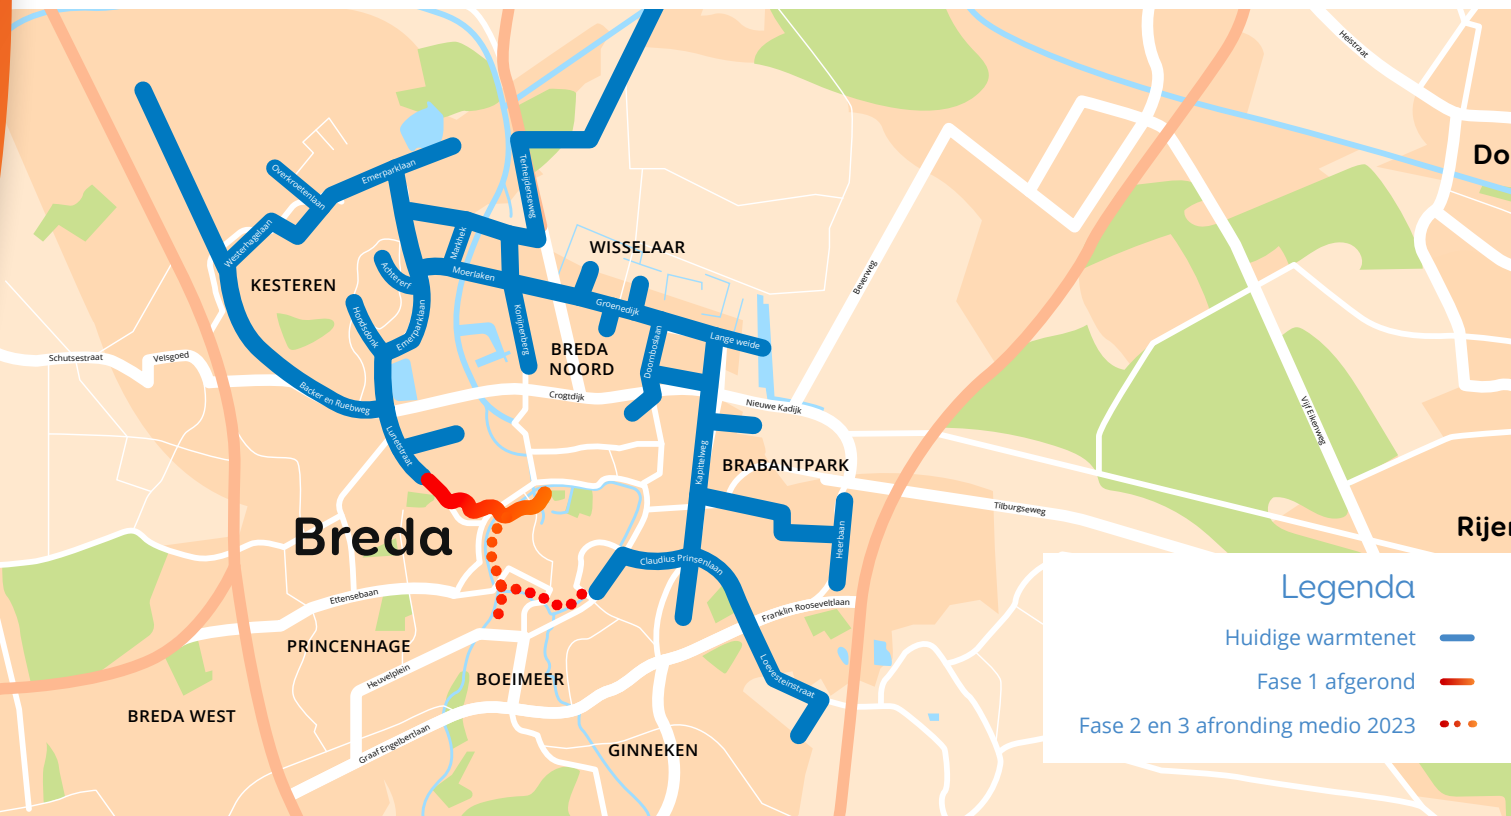 Heistraat
Do
Overkroetenlaan
Emerparklaan
Terheijdenseweg
Westerhagelaan
Markhek
WISSELAAR
Achtererf
Moerlaken
KESTEREN
Beverweg
Hondsdonk
Emerparklaan
Konijnenberg
Groenedijk
Lange weide
Doornboslaan
BREDA
NOORD
Schutsestraat
Velsgoed
Backer en Ruebweg
Crogtdijk
Nieuwe Kadijk
Vijf Eikenweg
Lunetstraat
Kapittelweg
BRABANTPARK
Tilburgseweg
Breda
Heerbaan
Rijen
Claudius Prinsenlaan
Ettensebaan
Franklin Rooseveltlaan
PRINCENHAGE
Heuvelplein
BOEIMEER
Loevesteinstraat
BREDA WEST
Graaf Engelbertlaan
GINNEKEN
Legenda
Huidige warmtenet
Fase 1 afgerond
Fase 2 en 3 afronding medio 2023